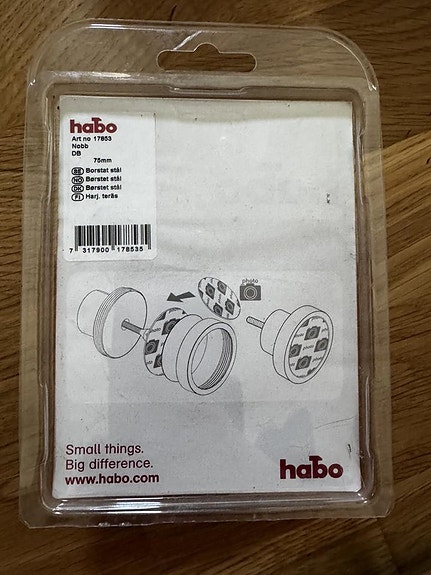 habo
Art no 17853
Nobb
DB
75mm
SE Borstat stål
NO Børstet stål
DK Børstet stål
FI Harj. teräs
7 317900 178535
photo
photo
Small things.
Big difference.
www.habo.com
habo